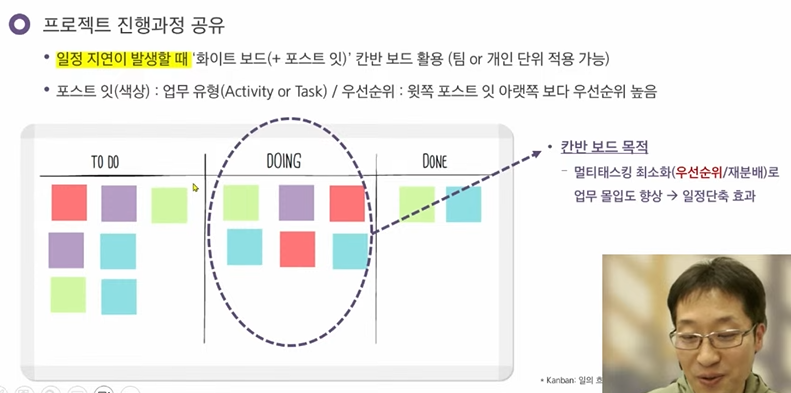 프로젝트 진행과정 공유
• 일정 지연이 발생할 때 ‘화이트 보드(+ 포스트 잇)’ 칸반 보드 활용 (팀 or 개인 단위 적용 가능)
• 포스트 잇(색상) : 업무 유형(Activity or Task) / 우선순위 : 윗쪽 포스트 잇 아랫쪽 보다 우선순위 높음
TO DO
DOING
DONE
• 칸반 보드 목적
– 멀티태스킹 최소화(우선순위/재분배)로
업무 몰입도 향상 → 일정단축 효과
* Kanban: 일의